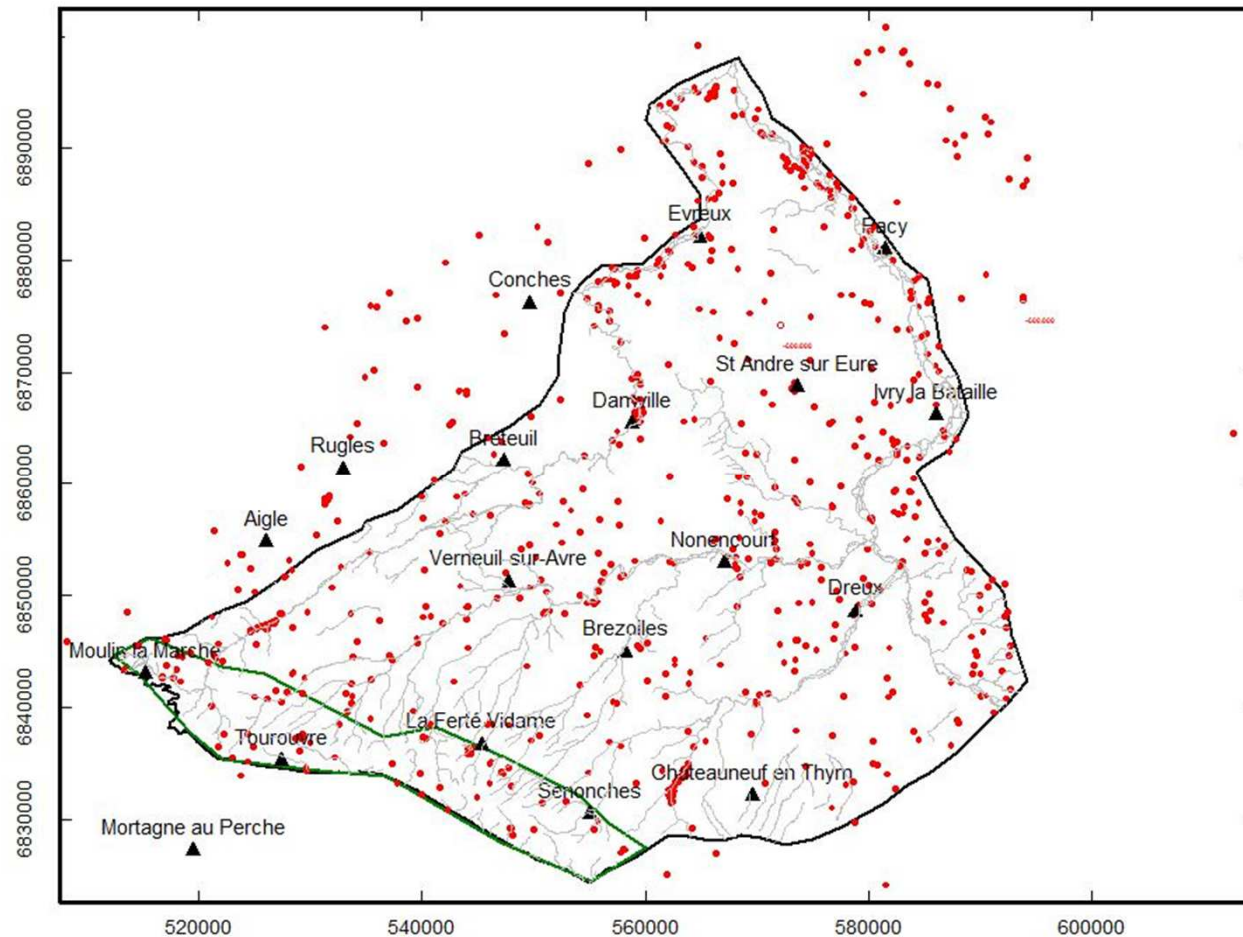 6890000
6880000
6870000
6860000
6850000
6840000
6830000
Evreux
Pacy
Conches
St Andre sur Eure
Ivry la Bataille
Damville
Rugles
Breteuil
Aigle
Nonencourt
Verneuil sur Avre
Dreux
Brezolles
Moulin la Marche
La Ferté Vidame
Tourouvre
Senonches
Chateauneuf en Thym
Mortagne au Perche
520000 540000 560000 580000 600000